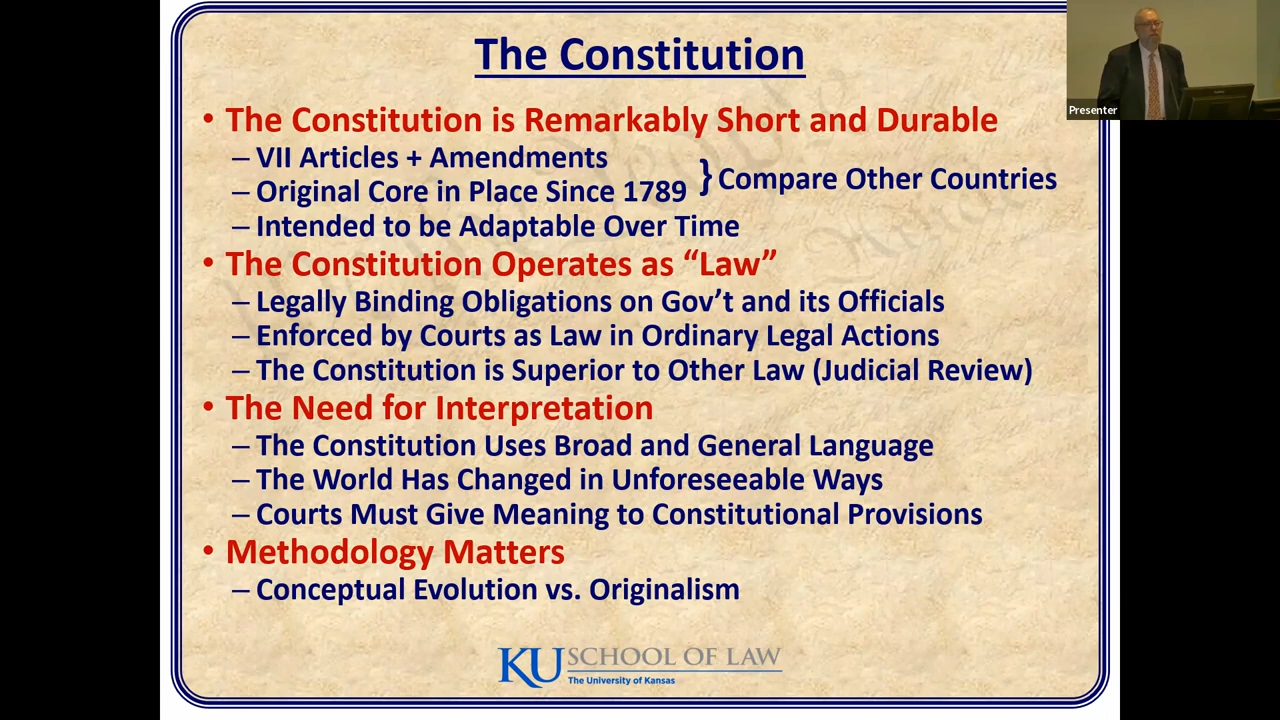 The Constitution
Presenter
• The Constitution is Remarkably Short and Durable
– VII Articles + Amendments
– Original Core in Place Since 1789
} Compare Other Countries
– Intended to be Adaptable Over Time
• The Constitution Operates as “Law”
– Legally Binding Obligations on Gov’t and its Officials
– Enforced by Courts as Law in Ordinary Legal Actions
– The Constitution is Superior to Other Law (Judicial Review)
• The Need for Interpretation
– The Constitution Uses Broad and General Language
– The World Has Changed in Unforeseeable Ways
– Courts Must Give Meaning to Constitutional Provisions
• Methodology Matters
– Conceptual Evolution vs. Originalism
KU SCHOOL OF LAW
The University of Kansas